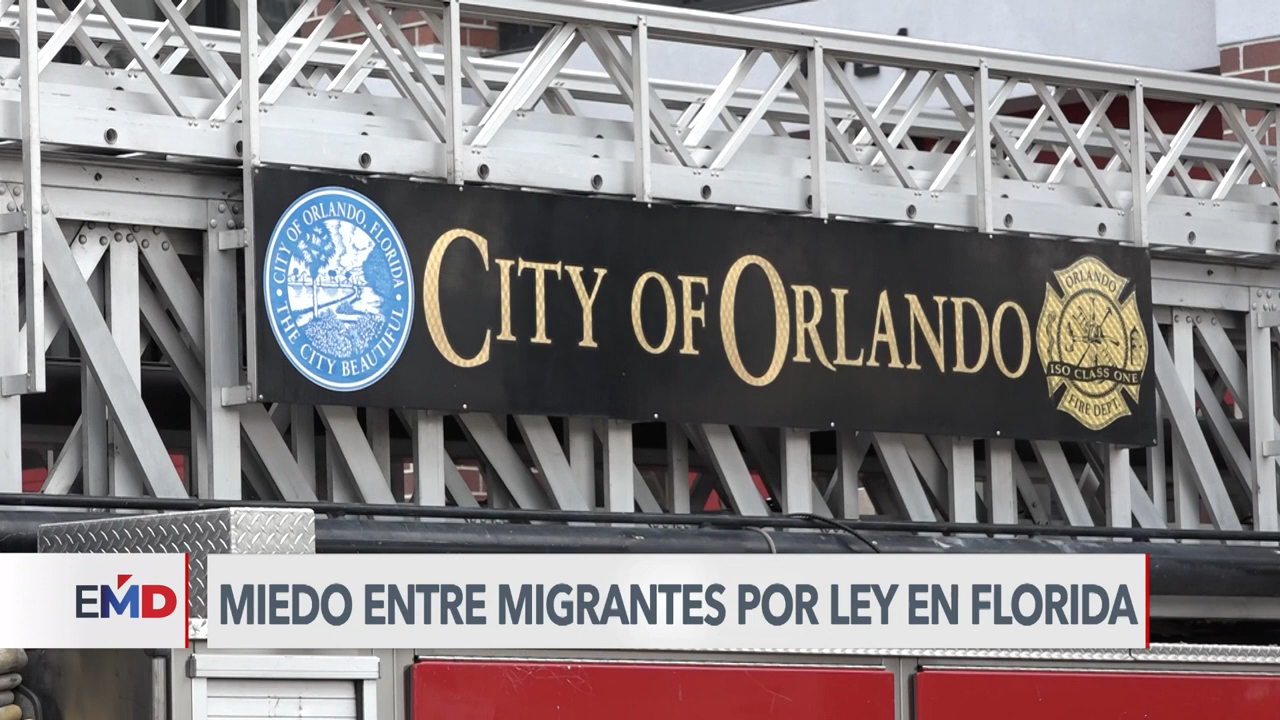 CITY OF ORLANDO, FLORIDA
THE CITY BEAUTIFUL
CITY OF ORLANDO
ORLANDO
F
ISO CLASS ONE
FIRE DEPT.
EMD
MIEDO ENTRE MIGRANTES POR LEY EN FLORIDA